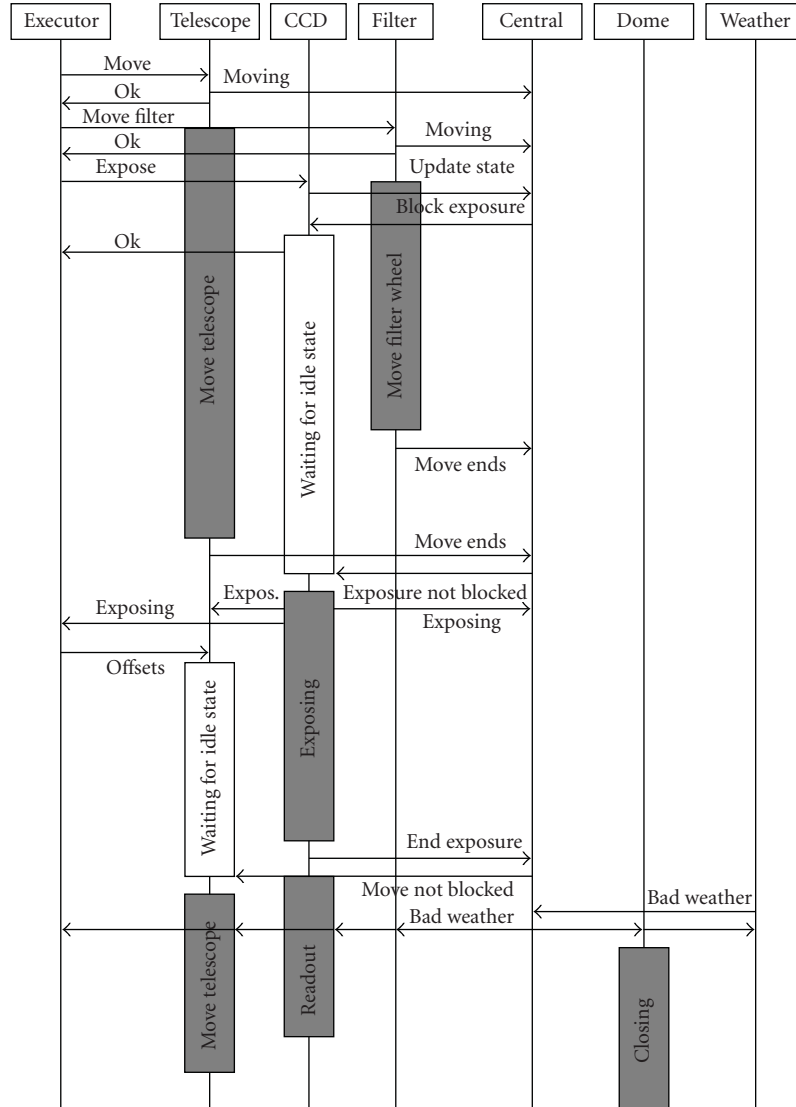 Executor Telescope CCD Filter Central Dome Weather
Move
Moving
Ok
Move filter
Moving
Ok
Expose
Update state
Block exposure
Ok
Move telescope
Waiting for idle state
Move filter wheel
Move ends
Move ends
Expos.
Exposure not blocked
Exposing
Exposing
Offsets
Waiting for idle state
Exposing
End exposure
Move not blocked
Bad weather
Bad weather
Move telescope
Readout
Closing